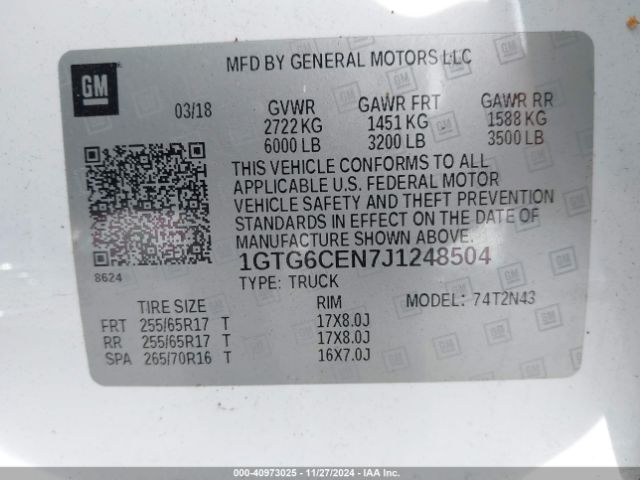 GM
MFD BY GENERAL MOTORS LLC
03/18 GVWR GAWR FRT GAWR RR
2722 KG 1451 KG 1588 KG
6000 LB 3200 LB 3500 LB
THIS VEHICLE CONFORMS TO ALL
APPLICABLE U.S. FEDERAL MOTOR
VEHICLE SAFETY AND THEFT PREVENTION
STANDARDS IN EFFECT ON THE DATE OF
MANUFACTURE SHOWN ABOVE.
8624 1GTG6CEN7J1248504
TYPE: TRUCK MODEL: 74T2N43
TIRE SIZE RIM
FRT 255/65R17 T 17X8.0J
RR 255/65R17 T 17X8.0J
SPA 265/70R16 T 16X7.0J
000-40973025 - 11/27/2024 - IAA Inc.